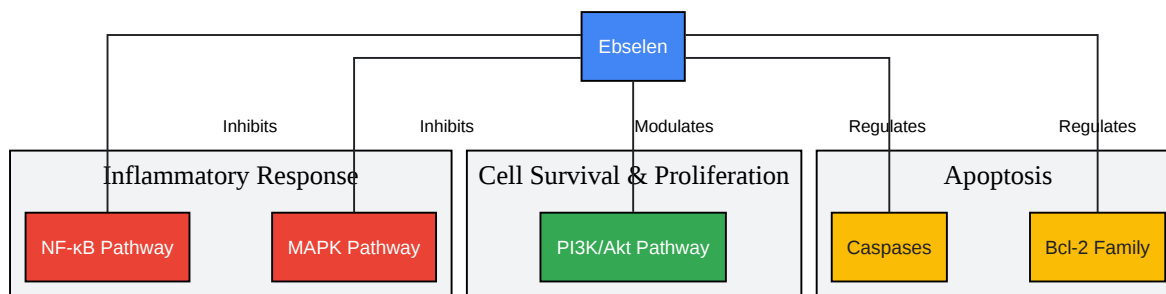 Ebselen
Inhibits
Inhibits
Modulates
Regulates
Regulates
Inflammatory Response
Cell Survival & Proliferation
Apoptosis
NF-κB Pathway
MAPK Pathway
PI3K/Akt Pathway
Caspases
Bcl-2 Family